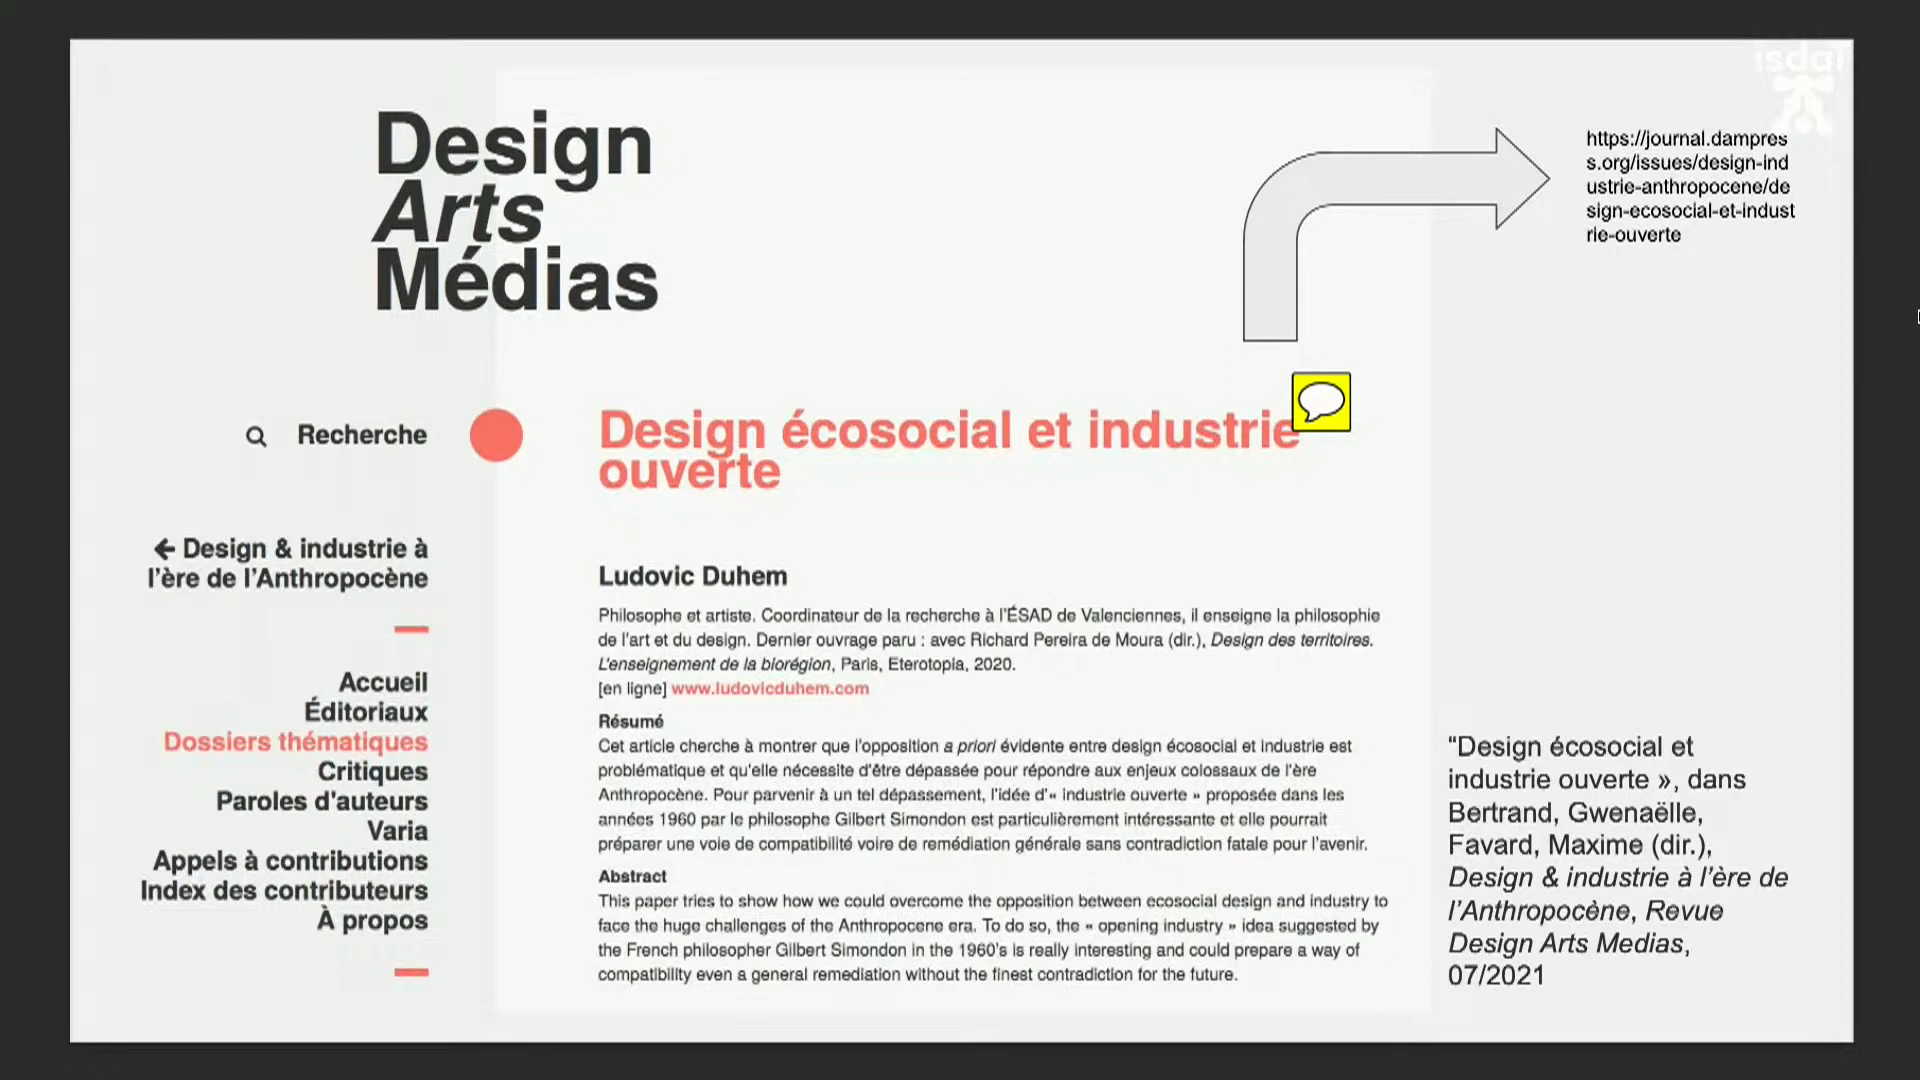 isdaT
Design
Arts
Médias
https://journal.dampres
s.org/issues/design-ind
ustrie-anthropocene/de
sign-ecosocial-et-indust
rie-ouverte
Recherche
Design écosocial et industrie
ouverte
← Design & industrie à
l'ère de l'Anthropocène
Accueil
Éditoriaux
Dossiers thématiques
Critiques
Paroles d'auteurs
Varia
Appels à contributions
Index des contributeurs
À propos
Ludovic Duhem
Philosophe et artiste. Coordinateur de la recherche à l'ÉSAD de Valenciennes, il enseigne la philosophie
de l'art et du design. Dernier ouvrage paru : avec Richard Pereira de Moura (dir.), Design des territoires.
L'enseignement de la biorégion, Paris, Eterotopia, 2020.
[en ligne] www.ludovicduhem.com
Résumé
Cet article cherche à montrer que l'opposition a priori évidente entre design écosocial et industrie est
problématique et qu'elle nécessite d'être dépassée pour répondre aux enjeux colossaux de l'ère
Anthropocène. Pour parvenir à un tel dépassement, l'idée d'« industrie ouverte » proposée dans les
années 1960 par le philosophe Gilbert Simondon est particulièrement intéressante et elle pourrait
préparer une voie de compatibilité voire de remédiation générale sans contradiction fatale pour l'avenir.
Abstract
This paper tries to show how we could overcome the opposition between ecosocial design and industry to
face the huge challenges of the Anthropocene era. To do so, the « opening industry » idea suggested by
the French philosopher Gilbert Simondon in the 1960's is really interesting and could prepare a way of
compatibility even a general remediation without the finest contradiction for the future.
“Design écosocial et
industrie ouverte », dans
Bertrand, Gwenaëlle,
Favard, Maxime (dir.),
Design & industrie à l'ère de
l'Anthropocène, Revue
Design Arts Medias,
07/2021